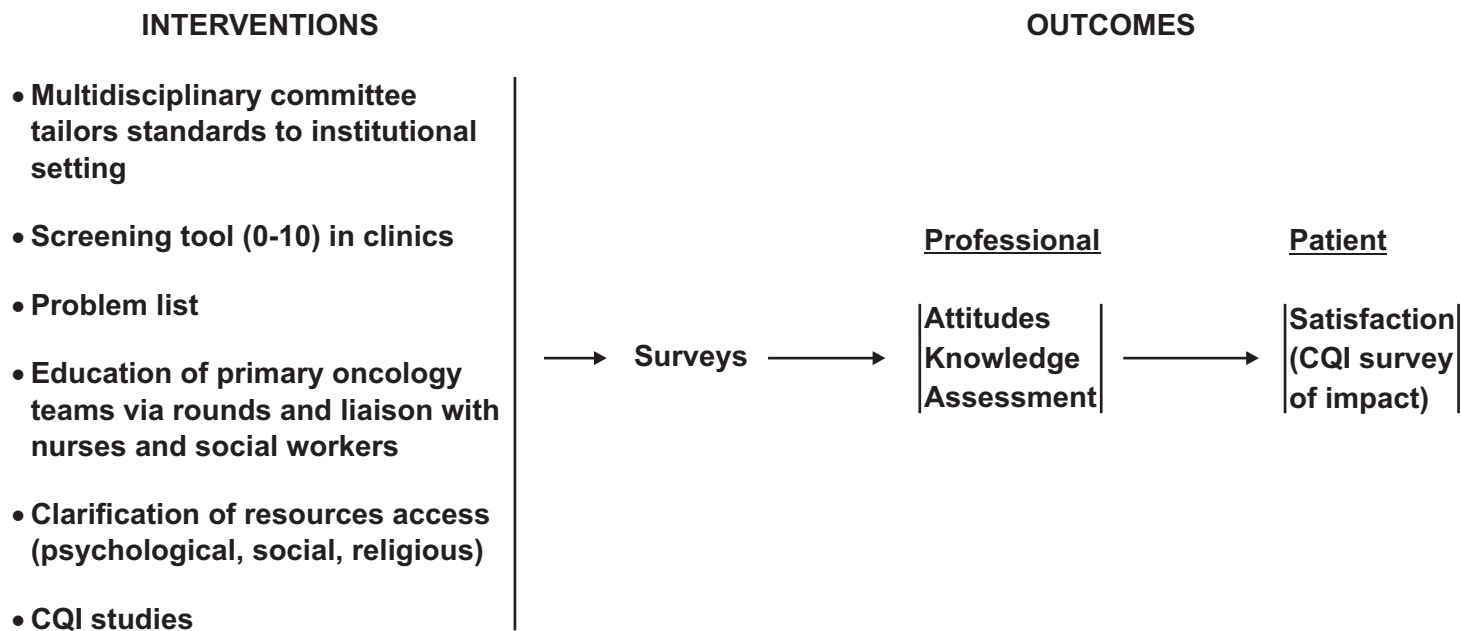 INTERVENTIONS
OUTCOMES
• Multidisciplinary committee
tailors standards to institutional
setting
• Screening tool (0-10) in clinics
• Problem list
• Education of primary oncology
teams via rounds and liaison with
nurses and social workers
• Clarification of resources access
(psychological, social, religious)
• CQI studies
Surveys
Professional
Attitudes
Knowledge
Assessment
Patient
Satisfaction
(CQI survey
of impact)